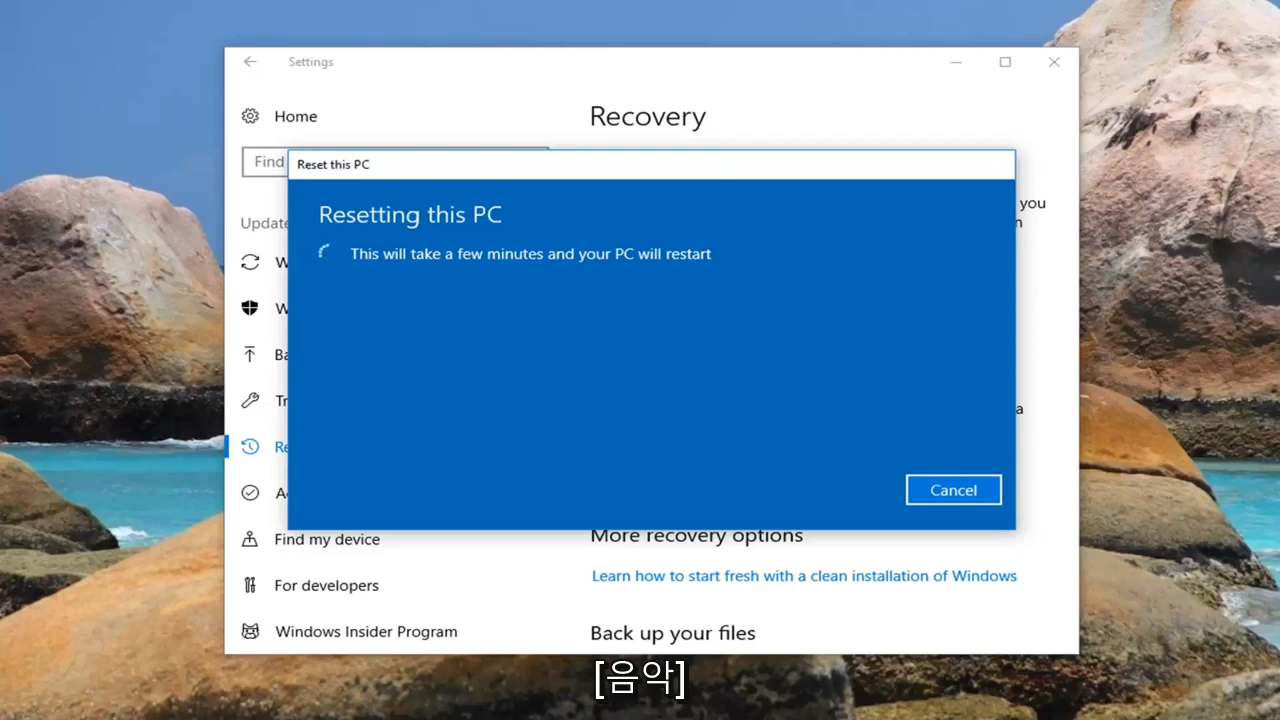 Settings
Home
Recovery
Find
Reset this PC
Resetting this PC
This will take a few minutes and your PC will restart
Cancel
you
Find my device
More recovery options
Learn how to start fresh with a clean installation of Windows
For developers
Windows Insider Program
Back up your files
[음악]